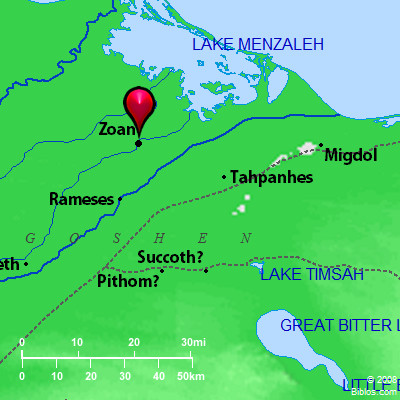 LAKE MENZALEH
Zoan
Migdol
Tahpanhes
Rameses
G O S H E N
Succoth?
eth
LAKE TIMSAH
Pithom?
GREAT BITTER L
0 10 20 30mi
0 10 20 30 40 50km
© 2008
LITTLE B
Biblos.com